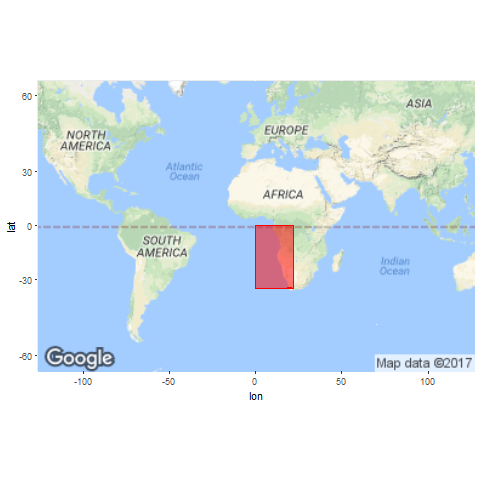 60
ASIA
NORTH
AMERICA
EUROPE
Atlantic
Ocean
30
AFRICA
lat
0
SOUTH
AMERICA
Indian
Ocean
-30
-60
Google
Map data ©2017
-100
-50
0
50
100
lon